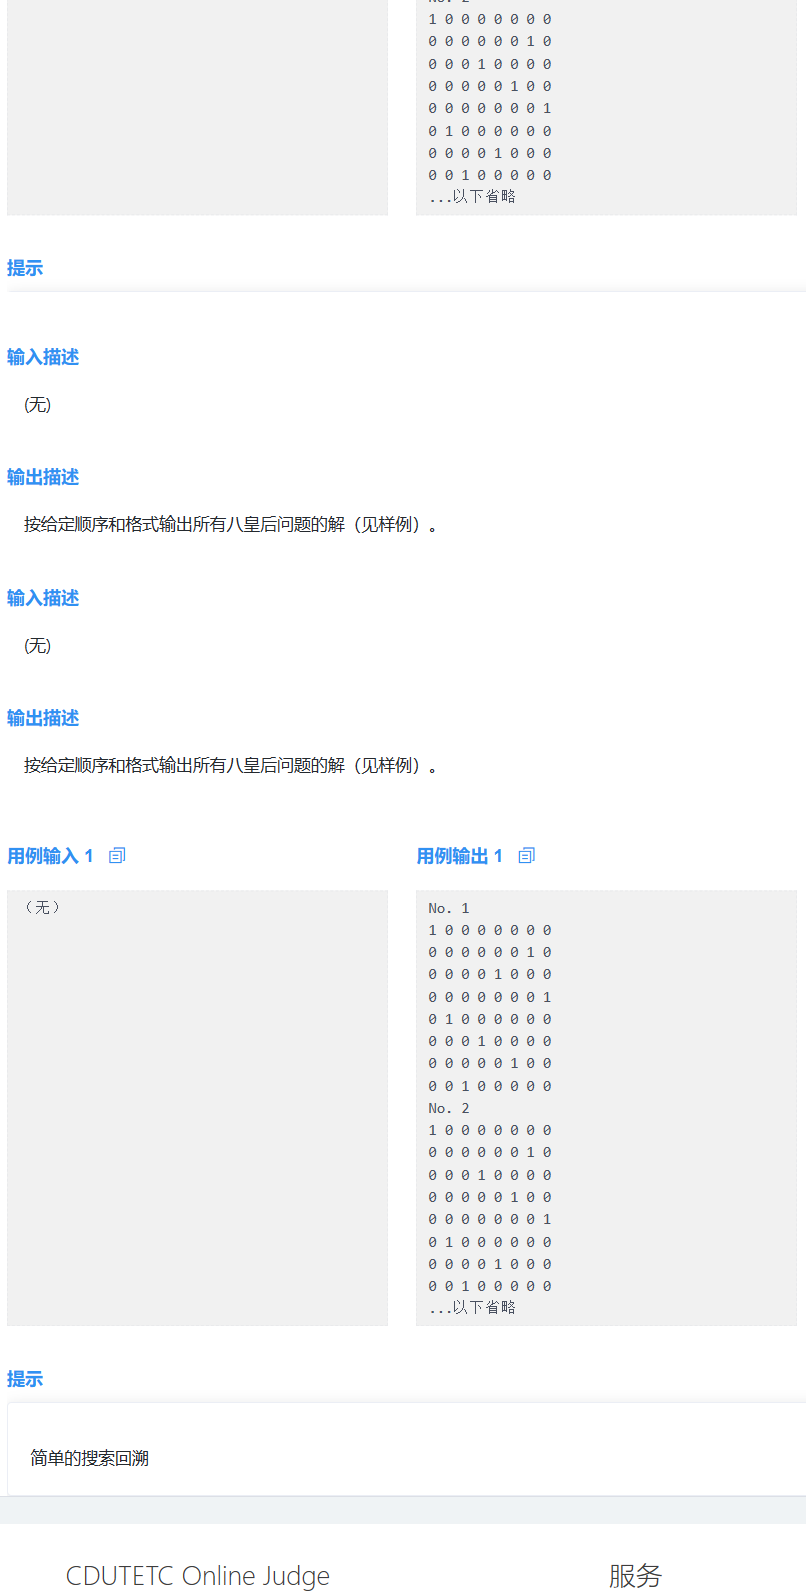 No. 2
1 0 0 0 0 0 0 0
0 0 0 0 0 0 1 0
0 0 0 1 0 0 0 0
0 0 0 0 0 1 0 0
0 0 0 0 0 0 0 1
0 1 0 0 0 0 0 0
0 0 0 0 1 0 0 0
0 0 1 0 0 0 0 0
...以下省略
提示
输入描述
(无)
输出描述
按给定顺序和格式输出所有八皇后问题的解（见样例）。
输入描述
(无)
输出描述
按给定顺序和格式输出所有八皇后问题的解（见样例）。
用例输入 1
（无）
用例输出 1
No. 1
1 0 0 0 0 0 0 0
0 0 0 0 0 0 1 0
0 0 0 0 1 0 0 0
0 0 0 0 0 0 0 1
0 1 0 0 0 0 0 0
0 0 0 1 0 0 0 0
0 0 0 0 0 1 0 0
0 0 1 0 0 0 0 0
No. 2
1 0 0 0 0 0 0 0
0 0 0 0 0 0 1 0
0 0 0 1 0 0 0 0
0 0 0 0 0 1 0 0
0 0 0 0 0 0 0 1
0 1 0 0 0 0 0 0
0 0 0 0 1 0 0 0
0 0 1 0 0 0 0 0
...以下省略
提示
简单的搜索回溯
CDUTETC Online Judge
服务